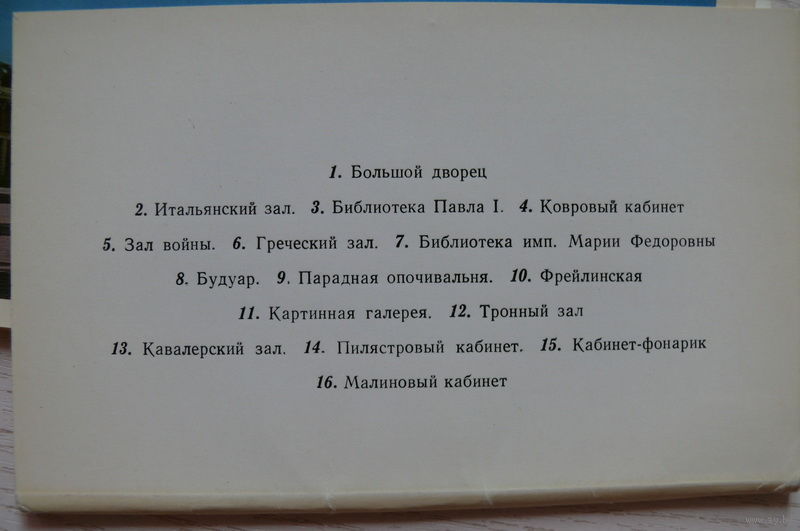 1. Большой дворец
2. Итальянский зал. 3. Библиотека Павла I. 4. Ковровый кабинет
5. Зал войны. 6. Греческий зал. 7. Библиотека имп. Марии Федоровны
8. Будуар. 9. Парадная опочивальня. 10. Фрейлинская
11. Картинная галерея. 12. Тронный зал
13. Кавалерский зал. 14. Пилястровый кабинет. 15. Кабинет-фонарик
16. Малиновый кабинет